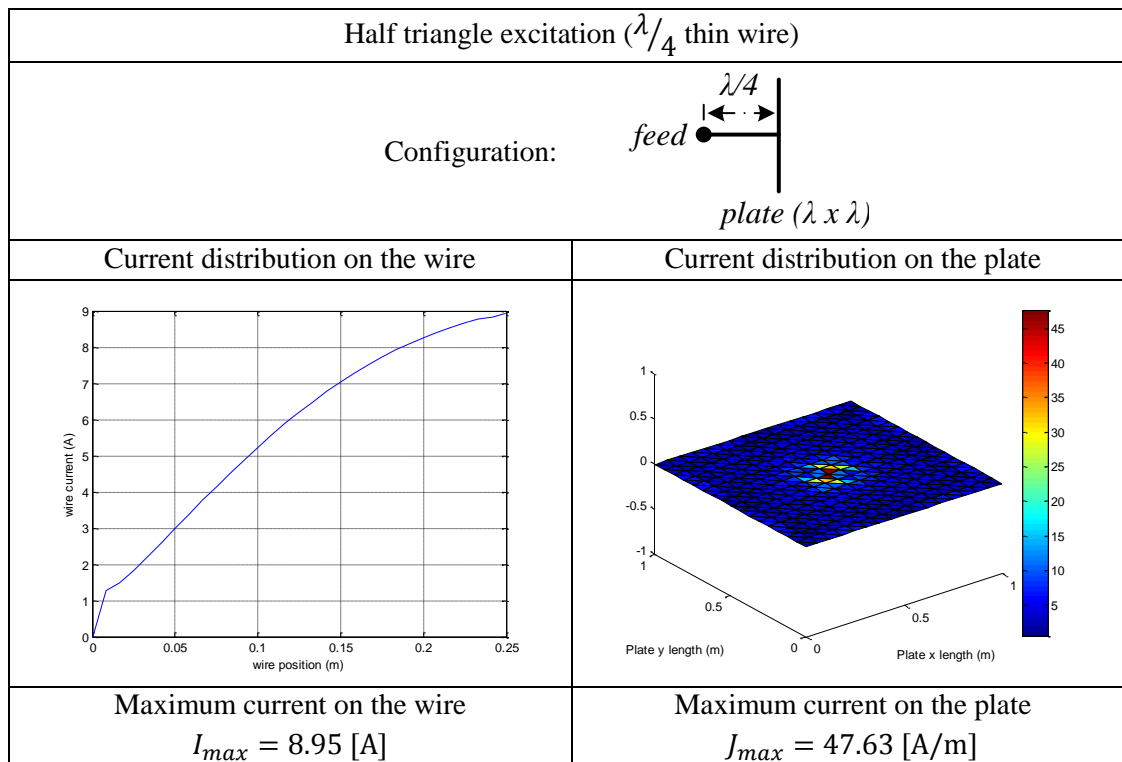 Half triangle excitation (λ/4 thin wire)
Configuration:
λ/4
feed
plate (λ x λ)
Current distribution on the wire
Current distribution on the plate
9
8
7
6
5
4
3
2
1
0
wire current (A)
0 0.05 0.1 0.15 0.2 0.25
wire position (m)
1
0.5
0
-0.5
-1
1
0.5
0
Plate y length (m)
0
0.5
1
Plate x length (m)
45
40
35
30
25
20
15
10
5
Maximum current on the wire
I_max = 8.95 [A]
Maximum current on the plate
J_max = 47.63 [A/m]